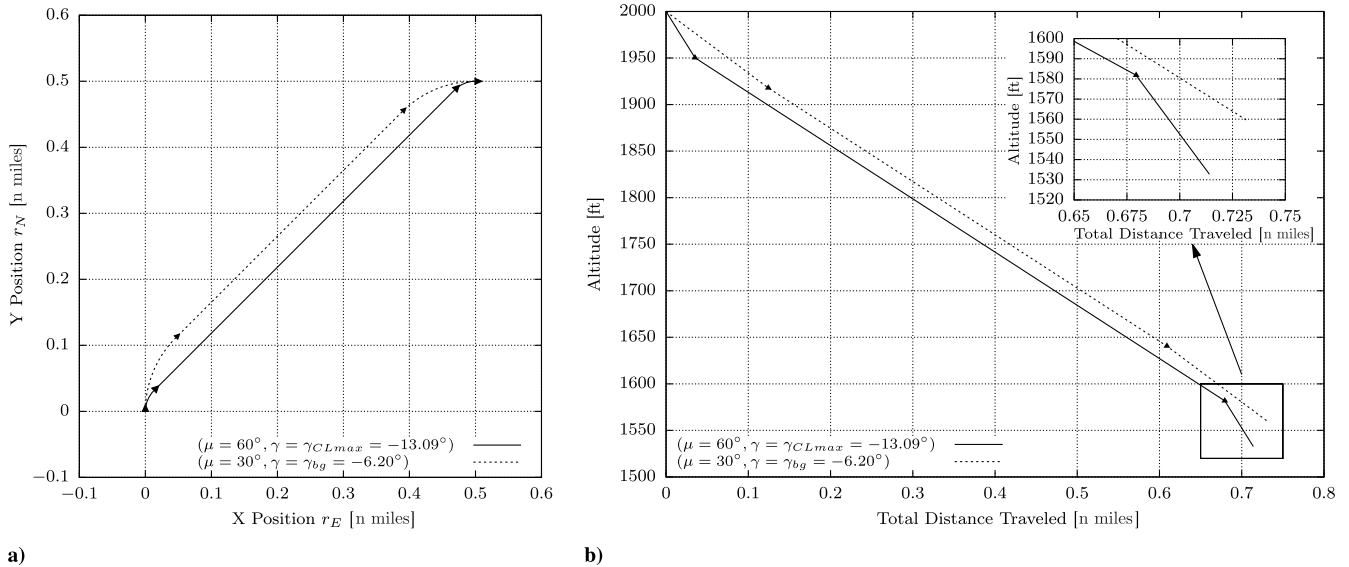 0.6
0.5
0.4
0.3
0.2
0.1
0
−0.1
Y Position r_N [n miles]
(μ = 60°, γ = γ_CLmax = −13.09°)
(μ = 30°, γ = γ_bg = −6.20°)
−0.1 0 0.1 0.2 0.3 0.4 0.5 0.6
X Position r_E [n miles]
a)
2000
1950
1900
1850
1800
1750
1700
1650
1600
1550
1500
Altitude [ft]
1600
1590
1580
1570
1560
1550
1540
1530
1520
Altitude [ft]
0.65 0.675 0.7 0.725 0.75
Total Distance Traveled [n miles]
(μ = 60°, γ = γ_CLmax = −13.09°)
(μ = 30°, γ = γ_bg = −6.20°)
0 0.1 0.2 0.3 0.4 0.5 0.6 0.7 0.8
Total Distance Traveled [n miles]
b)